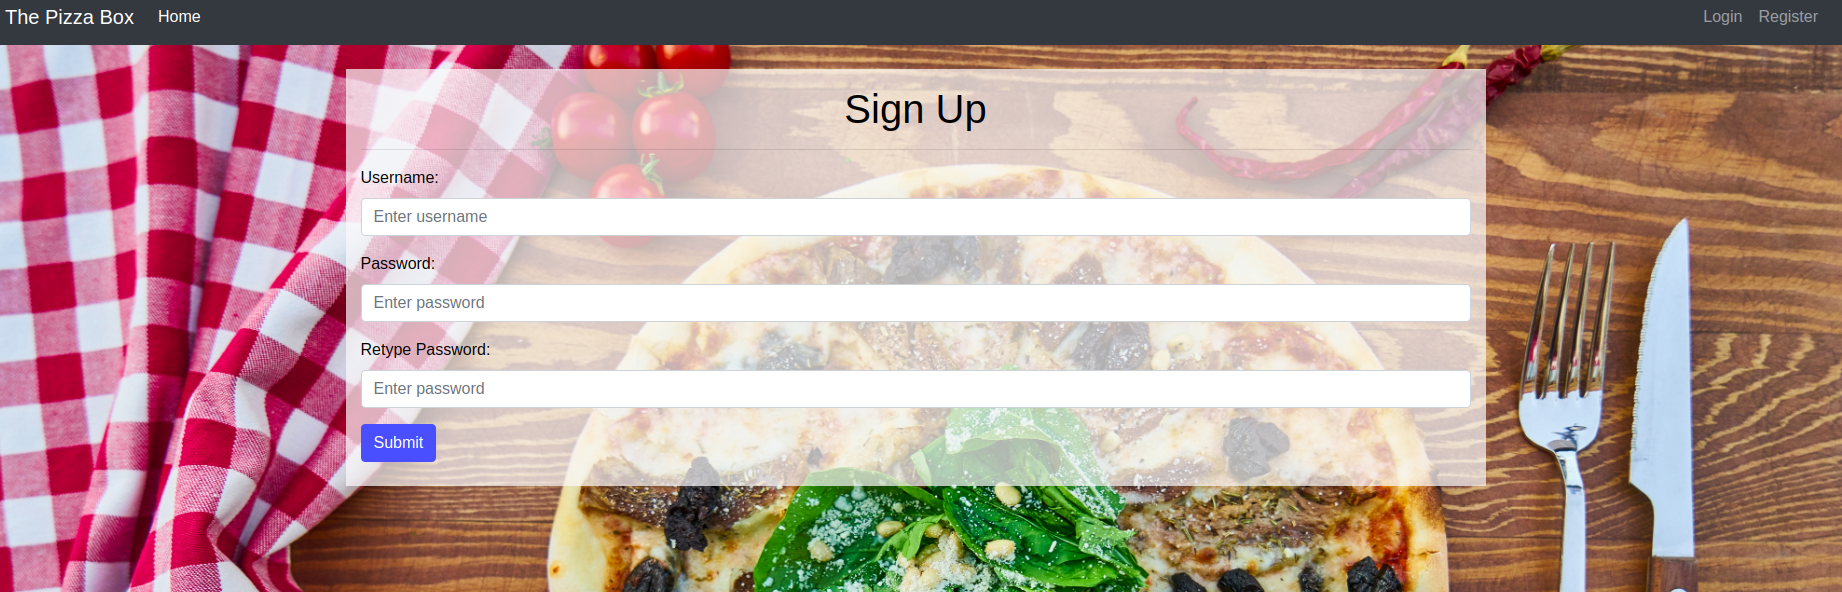 The Pizza Box Home Login Register
Sign Up
Username:
Enter username
Password:
Enter password
Retype Password:
Enter password
Submit